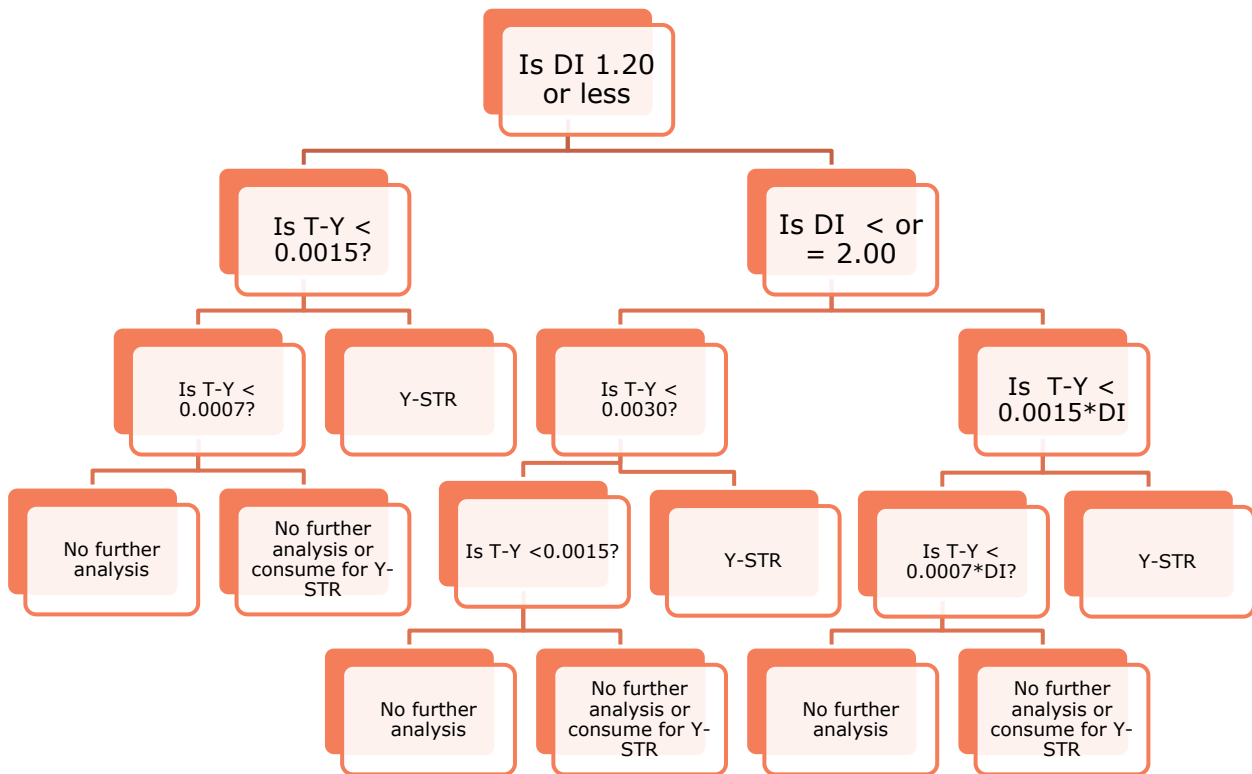 Is DI 1.20
or less
Is T-Y <
0.0015?
Is DI < or
= 2.00
Is T-Y <
0.0007?
Y-STR
Is T-Y <
0.0030?
Is T-Y <
0.0015*DI
No further
analysis
No further
analysis or
consume for Y-
STR
Is T-Y <0.0015?
Y-STR
Is T-Y <
0.0007*DI?
Y-STR
No further
analysis
No further
analysis or
consume for Y-
STR
No further
analysis
No further
analysis or
consume for Y-
STR